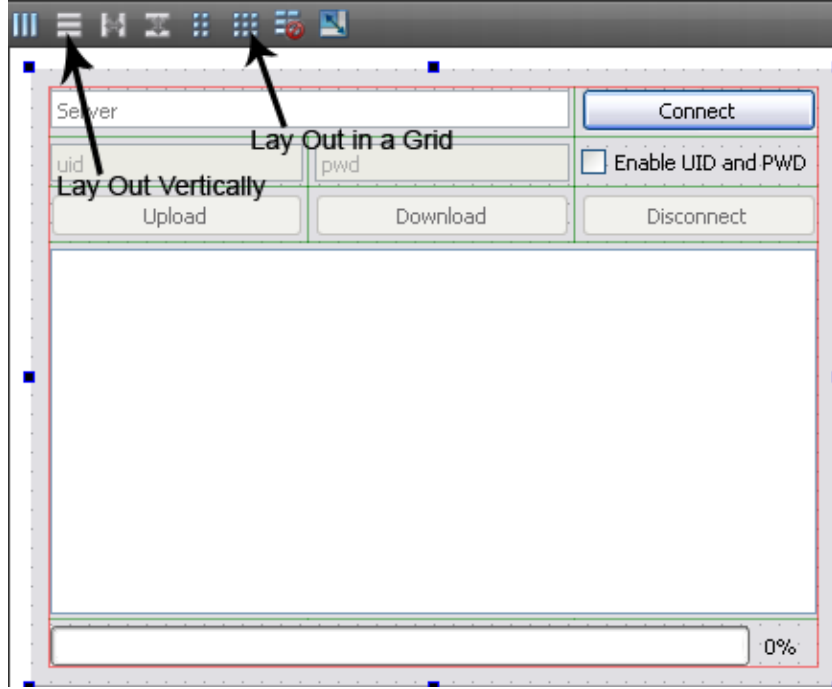 Server
Connect
Lay Out in a Grid
uid
pwd
Enable UID and PWD
Lay Out Vertically
Upload
Download
Disconnect
0%